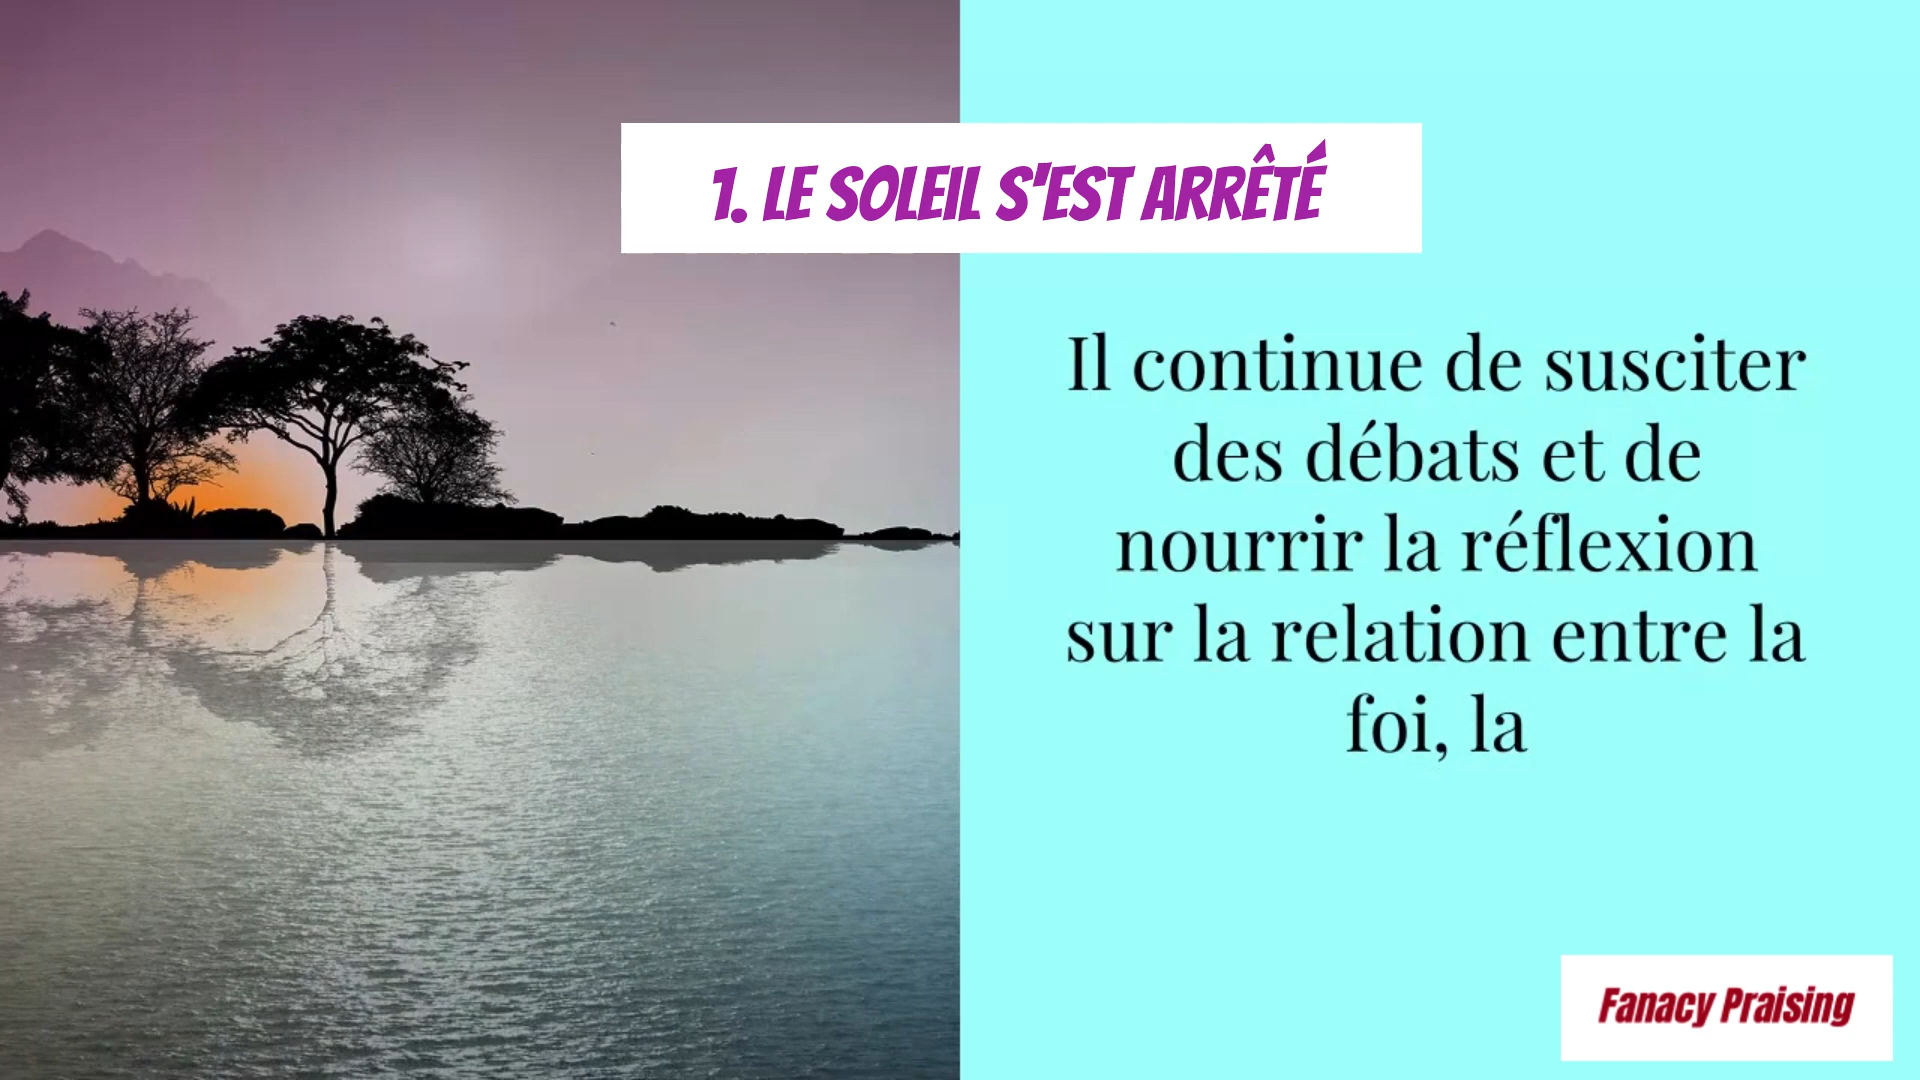 1. LE SOLEIL S'EST ARRÊTÉ
Il continue de susciter
des débats et de
nourrir la réflexion
sur la relation entre la
foi, la
Fanacy Praising